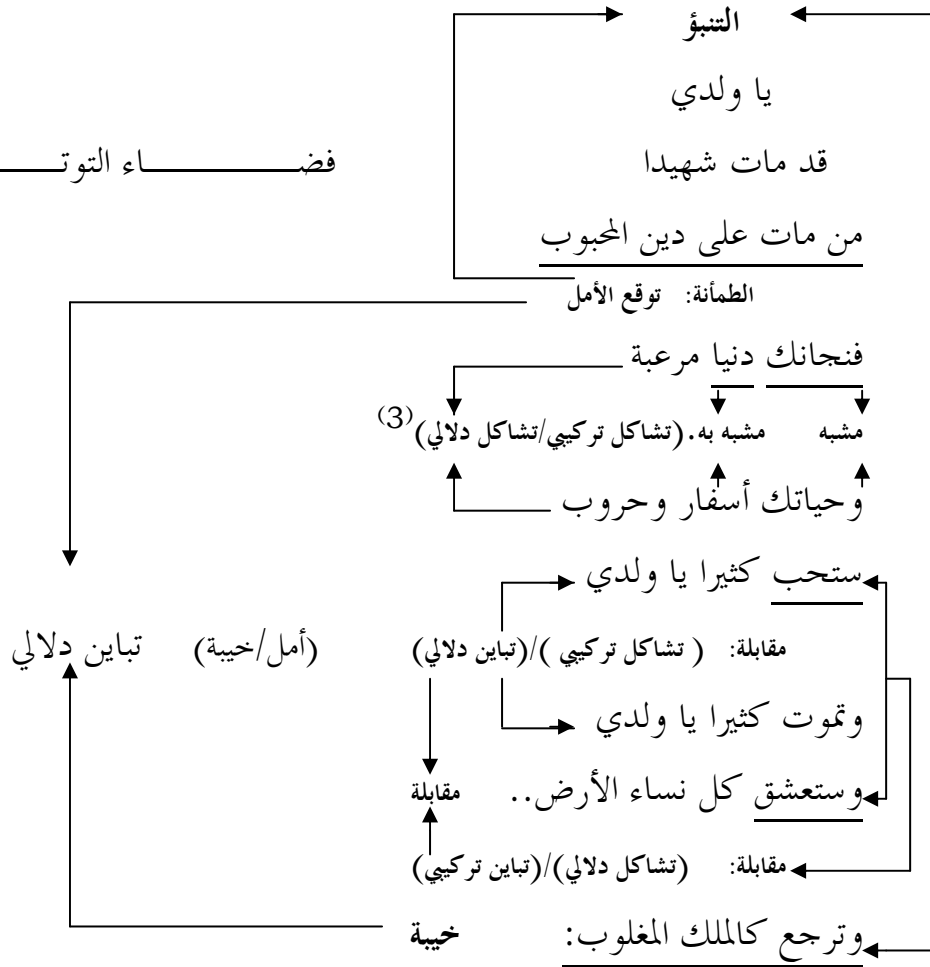 التنبؤ
يا ولدي
قد مات شهيدا فضـــــــاء التوتـــــ
من مات على دين المحبوب
الطمأنة: توقع الأمل
فنجانك دنيا مرعبة
مشبه مشبه به. (تشاكل تركيبي/تشاكل دلالي)(3)
وحياتك أسفار وحروب
ستحب كثيرا يا ولدي
مقابلة: ( تشاكل تركيبي )/(تباين دلالي) (أمل/خيبة) تباين دلالي
وتموت كثيرا يا ولدي
وستعشق كل نساء الأرض.. مقابلة
مقابلة: (تشاكل دلالي)/(تباين تركيبي)
وترجع كالملك المغلوب: خيبة